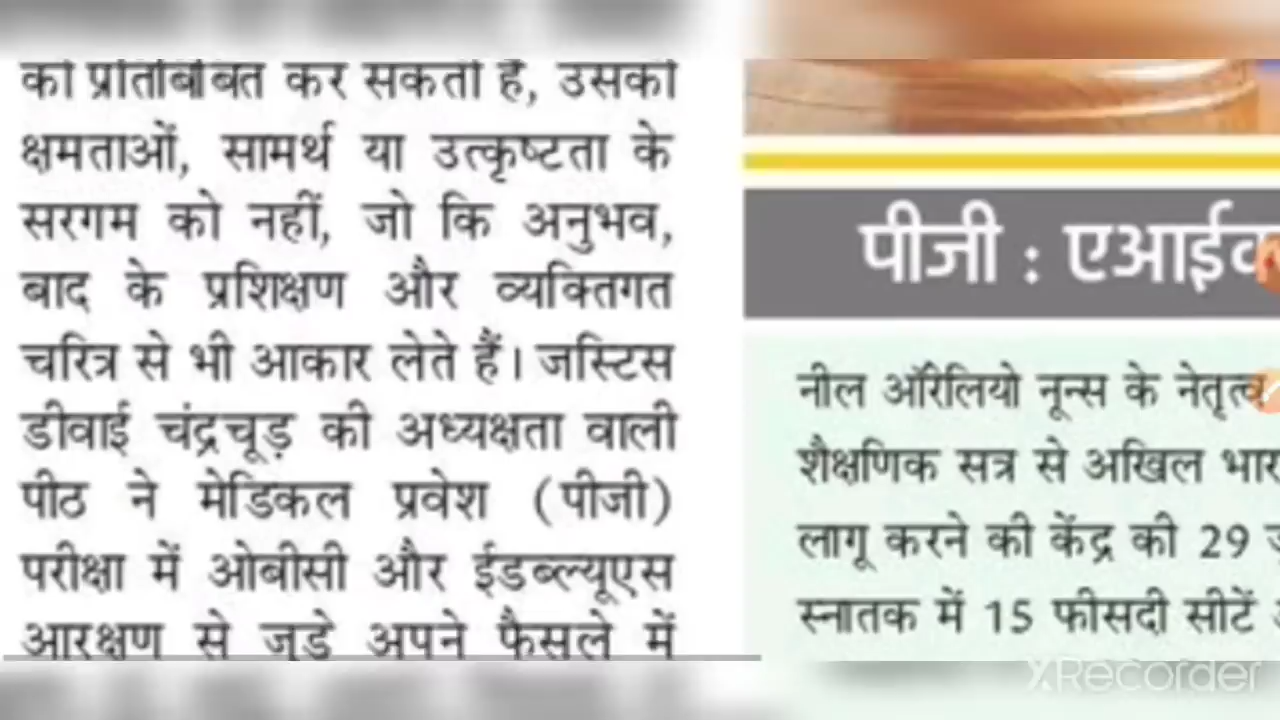 को प्रतिबिंबित कर सकता है, उसकी
क्षमताओं, सामर्थ या उत्कृष्टता के
सरगम को नहीं, जो कि अनुभव,
बाद के प्रशिक्षण और व्यक्तिगत
चरित्र से भी आकार लेते हैं। जस्टिस
डीवाई चंद्रचूड़ की अध्यक्षता वाली
पीठ ने मेडिकल प्रवेश (पीजी)
परीक्षा में ओबीसी और ईडब्ल्यूएस
आरक्षण से जुड़े अपने फैसले में
पीजी : एआईक
नील ऑरेलियो नून्स के नेतृत्व
शैक्षणिक सत्र से अखिल भार
लागू करने की केंद्र की 29
स्नातक में 15 फीसदी सीटें
XRecorder